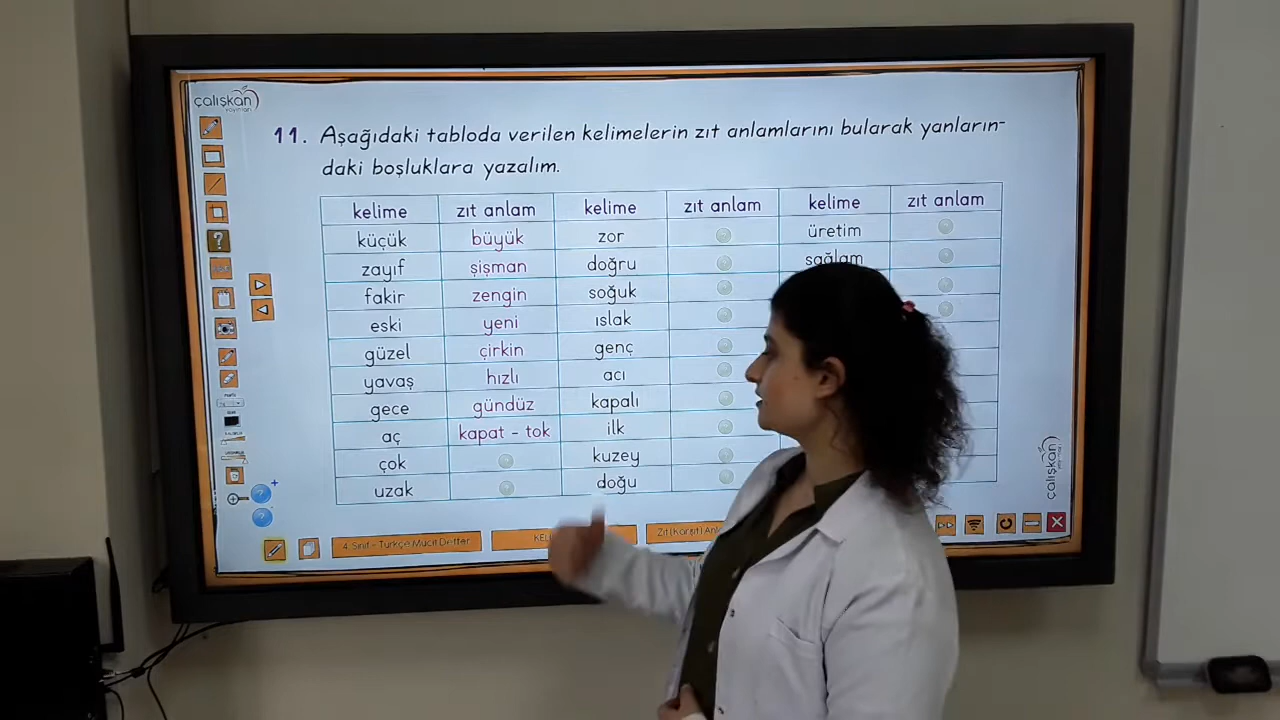 çalışkan
yayınları
11. Aşağıdaki tabloda verilen kelimelerin zıt anlamlarını bularak yanların-
daki boşluklara yazalım.
kelime zıt anlam kelime zıt anlam kelime zıt anlam
küçük büyük zor üretim
zayıf şişman doğru sağlam
fakir zengin soğuk
eski yeni ıslak
güzel çirkin genç
yavaş hızlı acı
gece gündüz kapalı
aç kapat - tok ilk
çok kuzey
uzak doğu
çalışkan
4. Sınıf - Türkçe Mucit Defter